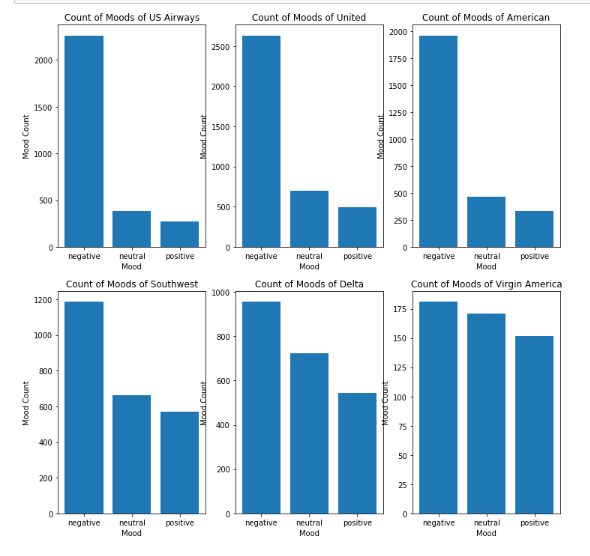 Count of Moods of US Airways
Mood Count
2000
1500
1000
500
0
negative neutral positive
Mood
Count of Moods of United
Mood Count
2500
2000
1500
1000
500
0
negative neutral positive
Mood
Count of Moods of American
Mood Count
2000
1750
1500
1250
1000
750
500
250
0
negative neutral positive
Mood
Count of Moods of Southwest
Mood Count
1200
1000
800
600
400
200
0
negative neutral positive
Mood
Count of Moods of Delta
Mood Count
1000
800
600
400
200
0
negative neutral positive
Mood
Count of Moods of Virgin America
Mood Count
175
150
125
100
75
50
25
0
negative neutral positive
Mood